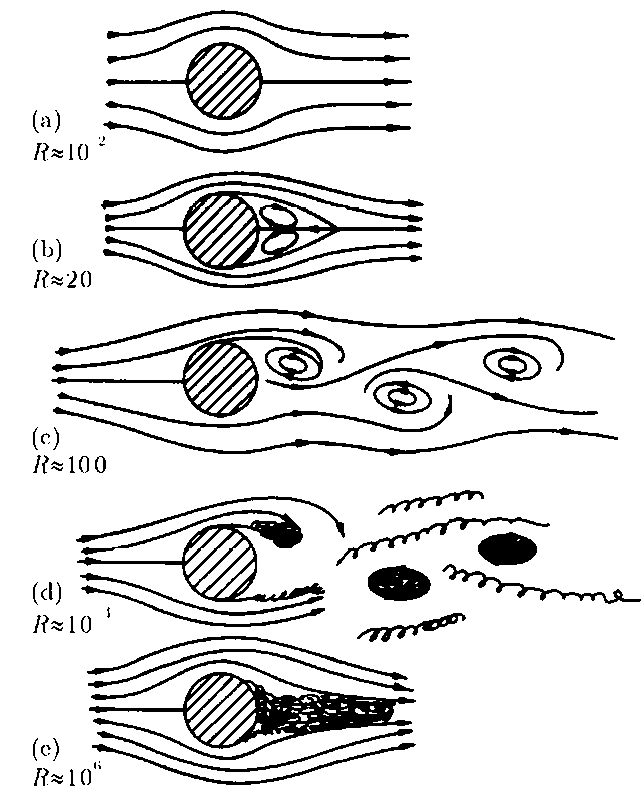 (a)
R≈10⁻²
(b)
R≈20
(c)
R≈100
(d)
R≈10⁴
(e)
R≈10⁶